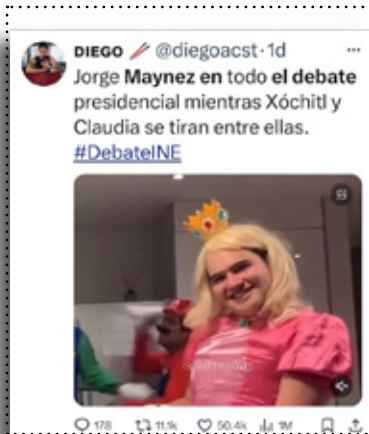 DIEGO @diegoacst · 1d
Jorge Maynez en todo el debate
presidencial mientras Xóchitl y
Claudia se tiran entre ellas.
#DebateINE
178 11.1k 50.4k 1M